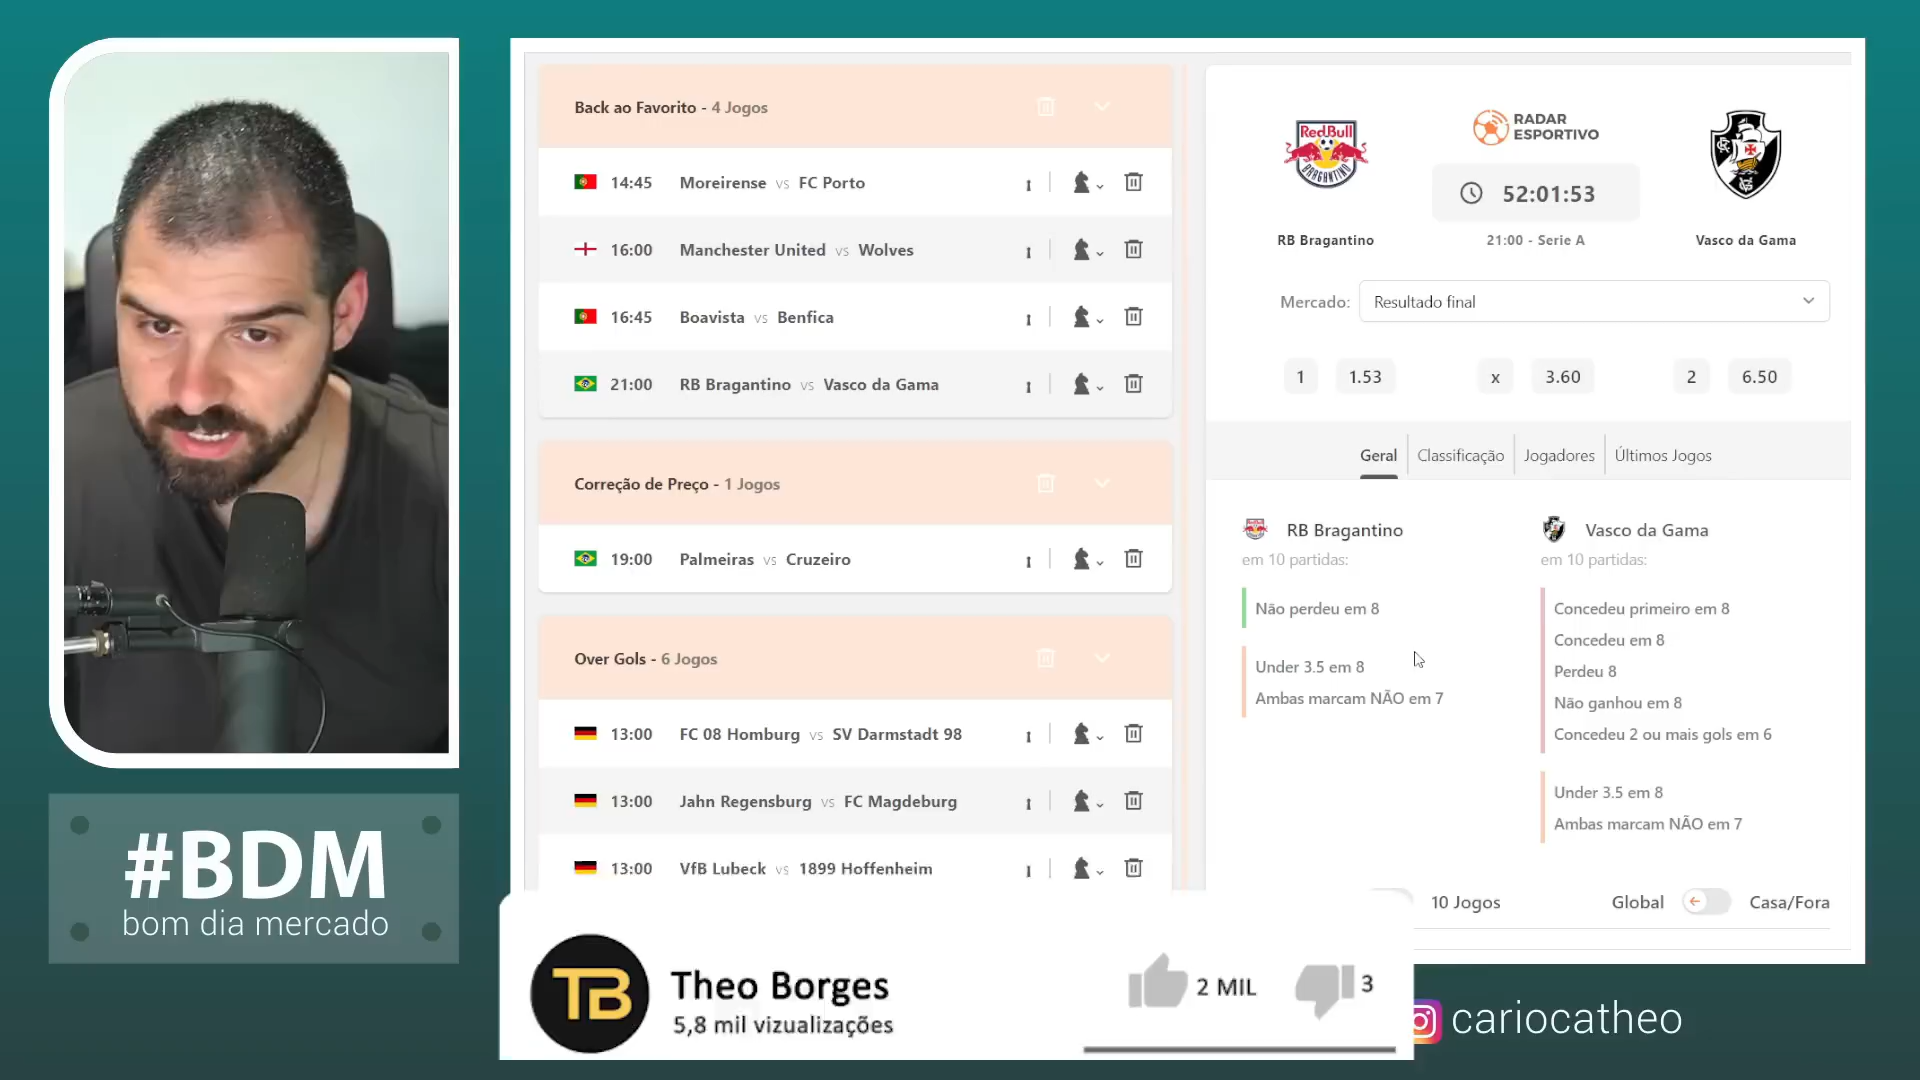 Back ao Favorito - 4 Jogos
14:45 Moreirense vs FC Porto
16:00 Manchester United vs Wolves
16:45 Boavista vs Benfica
21:00 RB Bragantino vs Vasco da Gama
Correção de Preço - 1 Jogos
19:00 Palmeiras vs Cruzeiro
Over Gols - 6 Jogos
13:00 FC 08 Homburg vs SV Darmstadt 98
13:00 Jahn Regensburg vs FC Magdeburg
13:00 VfB Lubeck vs 1899 Hoffenheim
RedBull
BRAGANTINO
RADAR
ESPORTIVO
52:01:53
RB Bragantino
21:00 - Serie A
Vasco da Gama
Mercado: Resultado final
1 1.53 x 3.60 2 6.50
Geral Classificação Jogadores Últimos Jogos
RB Bragantino
em 10 partidas:
Não perdeu em 8
Under 3.5 em 8
Ambas marcam NÃO em 7
Vasco da Gama
em 10 partidas:
Concedeu primeiro em 8
Concedeu em 8
Perdeu 8
Não ganhou em 8
Concedeu 2 ou mais gols em 6
Under 3.5 em 8
Ambas marcam NÃO em 7
10 Jogos Global Casa/Fora
#BDM
bom dia mercado
TB
Theo Borges
5,8 mil vizualizações
2 MIL
3
cariocatheo